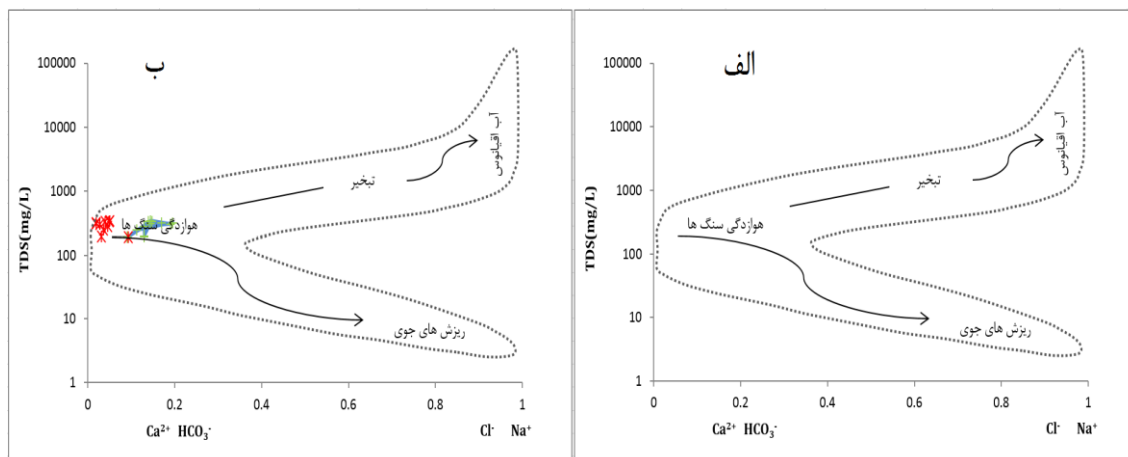 ب
100000
10000
1000
100
10
1
TDS(mg/L)
آب اقیانوس
تبخیر
هوازدگی سنگ ها
ریزش های جوی
0 0.2 0.4 0.6 0.8 1
Ca²⁺ HCO₃⁻ Cl⁻ Na⁺
الف
100000
10000
1000
100
10
1
TDS(mg/L)
آب اقیانوس
تبخیر
هوازدگی سنگ ها
ریزش های جوی
0 0.2 0.4 0.6 0.8 1
Ca²⁺ HCO₃⁻ Cl⁻ Na⁺